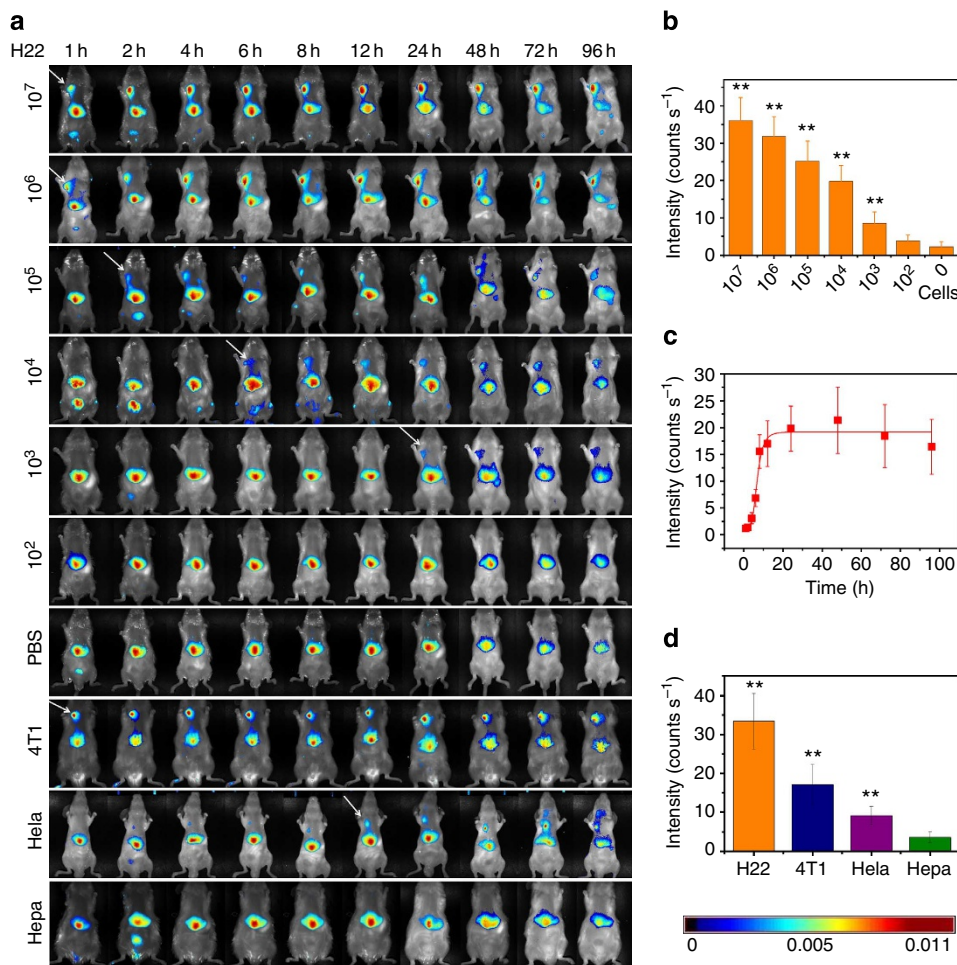 a
H22 1 h 2 h 4 h 6 h 8 h 12 h 24 h 48 h 72 h 96 h
10⁷
10⁶
10⁵
10⁴
10³
10²
PBS
4T1
Hela
Hepa
b
Intensity (counts s⁻¹)
40
30
20
10
0
** ** ** ** **
10⁷ 10⁶ 10⁵ 10⁴ 10³ 10² 0
Cells
c
Intensity (counts s⁻¹)
30
25
20
15
10
5
0
0 20 40 60 80 100
Time (h)
d
Intensity (counts s⁻¹)
40
30
20
10
0
** ** **
H22 4T1 Hela Hepa
0 0.005 0.011